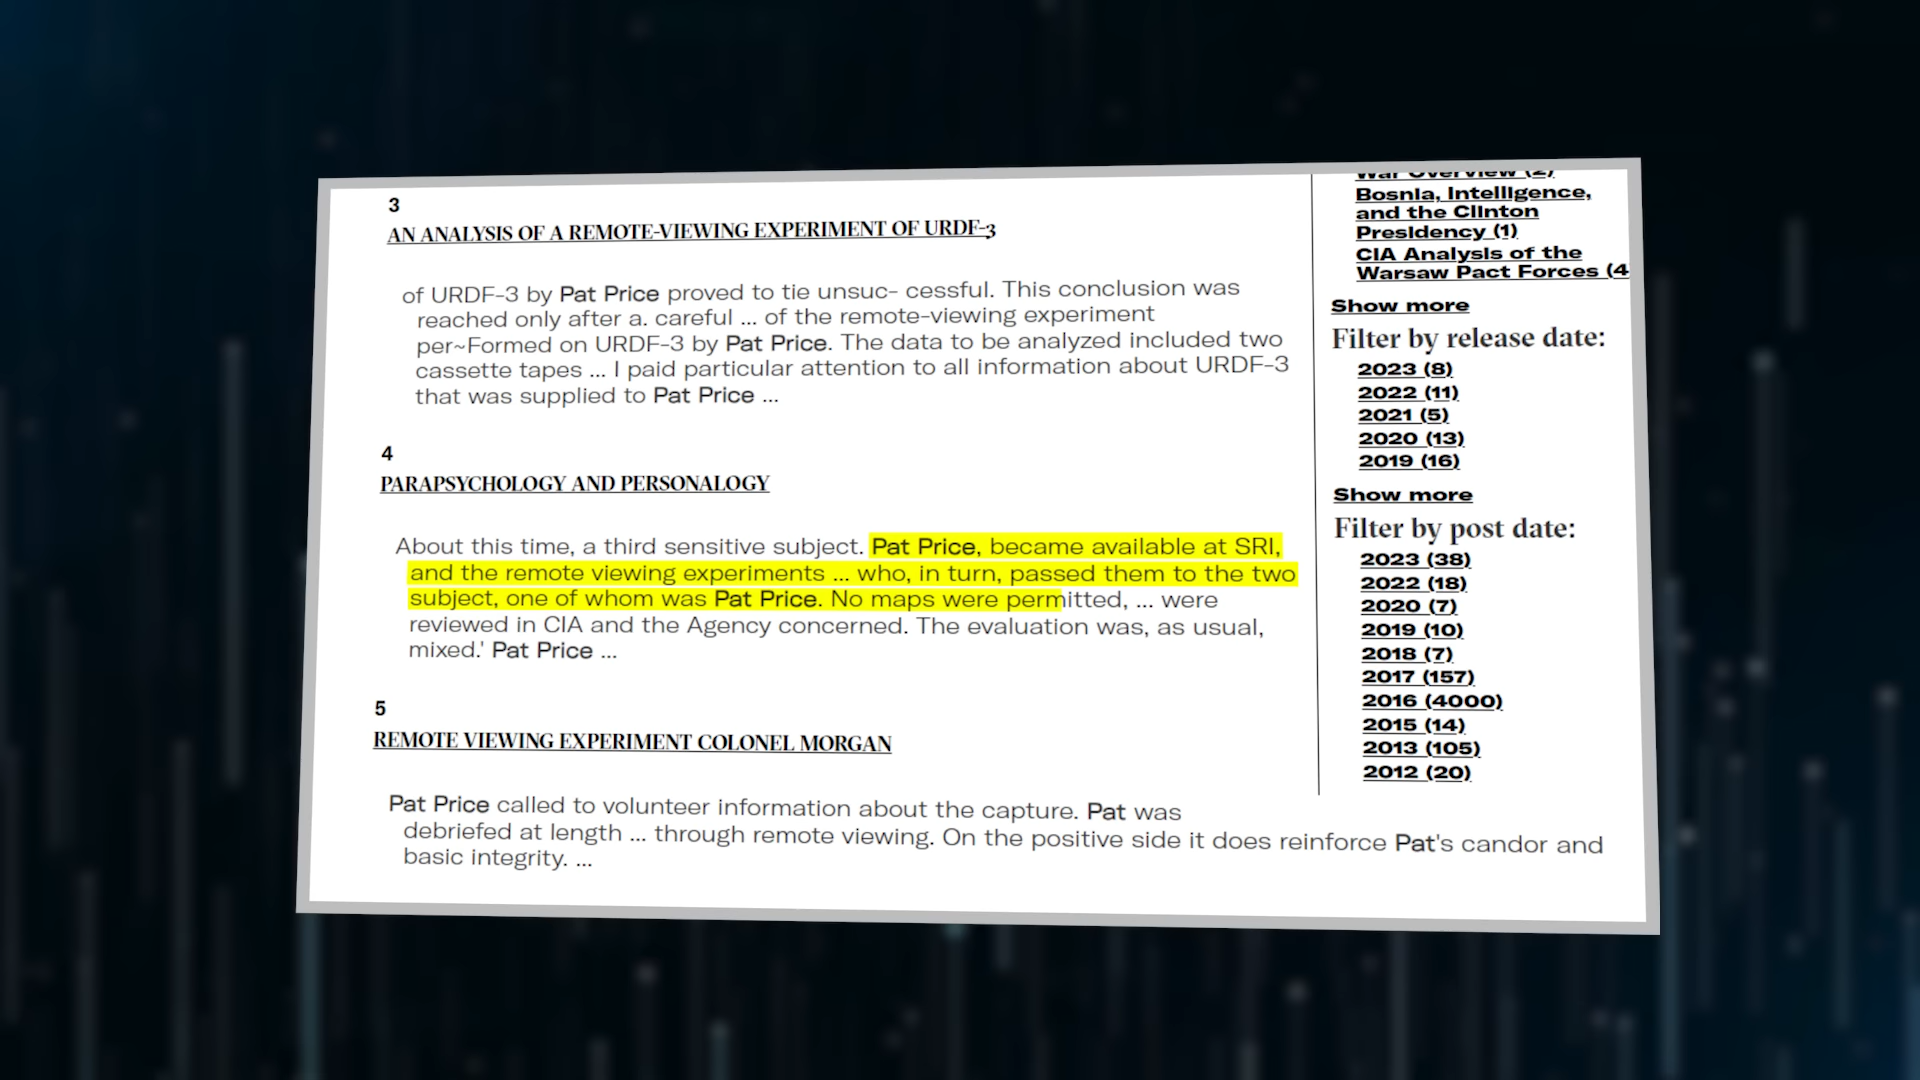 3
AN ANALYSIS OF A REMOTE-VIEWING EXPERIMENT OF URDF-3
of URDF-3 by Pat Price proved to tie unsuc- cessful. This conclusion was
reached only after a. careful ... of the remote-viewing experiment
per~Formed on URDF-3 by Pat Price. The data to be analyzed included two
cassette tapes ... I paid particular attention to all information about URDF-3
that was supplied to Pat Price ...
4
PARAPSYCHOLOGY AND PERSONALOGY
About this time, a third sensitive subject. Pat Price, became available at SRI,
and the remote viewing experiments ... who, in turn, passed them to the two
subject, one of whom was Pat Price. No maps were permitted, ... were
reviewed in CIA and the Agency concerned. The evaluation was, as usual,
mixed.' Pat Price ...
5
REMOTE VIEWING EXPERIMENT COLONEL MORGAN
Pat Price called to volunteer information about the capture. Pat was
debriefed at length ... through remote viewing. On the positive side it does reinforce Pat's candor and
basic integrity. ...
War Overview (2)
Bosnia, Intelligence,
and the Clinton
Presidency (1)
CIA Analysis of the
Warsaw Pact Forces (4
Show more
Filter by release date:
2023 (8)
2022 (11)
2021 (5)
2020 (13)
2019 (16)
Show more
Filter by post date:
2023 (38)
2022 (18)
2020 (7)
2019 (10)
2018 (7)
2017 (157)
2016 (4000)
2015 (14)
2013 (105)
2012 (20)